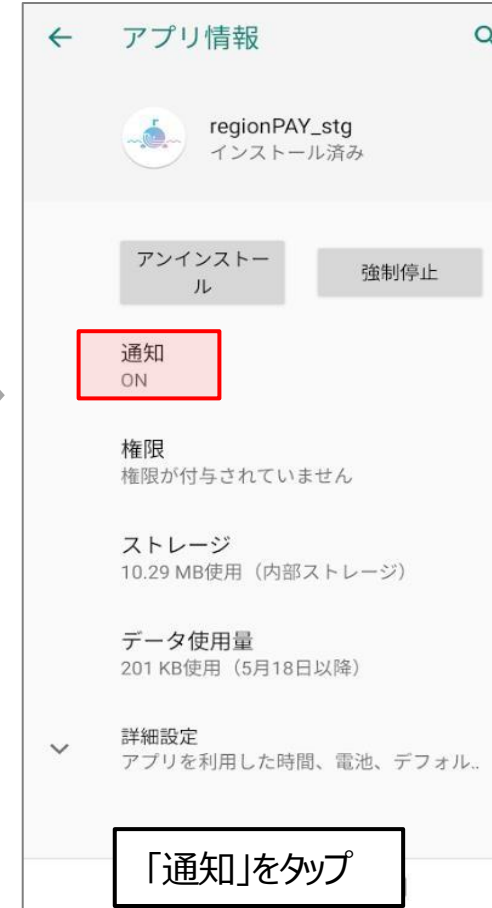 アプリ情報
regionPAY_stg
インストール済み
アンインストー
ル
強制停止
通知
ON
権限
権限が付与されていません
ストレージ
10.29 MB使用（内部ストレージ）
データ使用量
201 KB使用（5月18日以降）
詳細設定
アプリを利用した時間、電池、デフォル..
「通知」をタップ